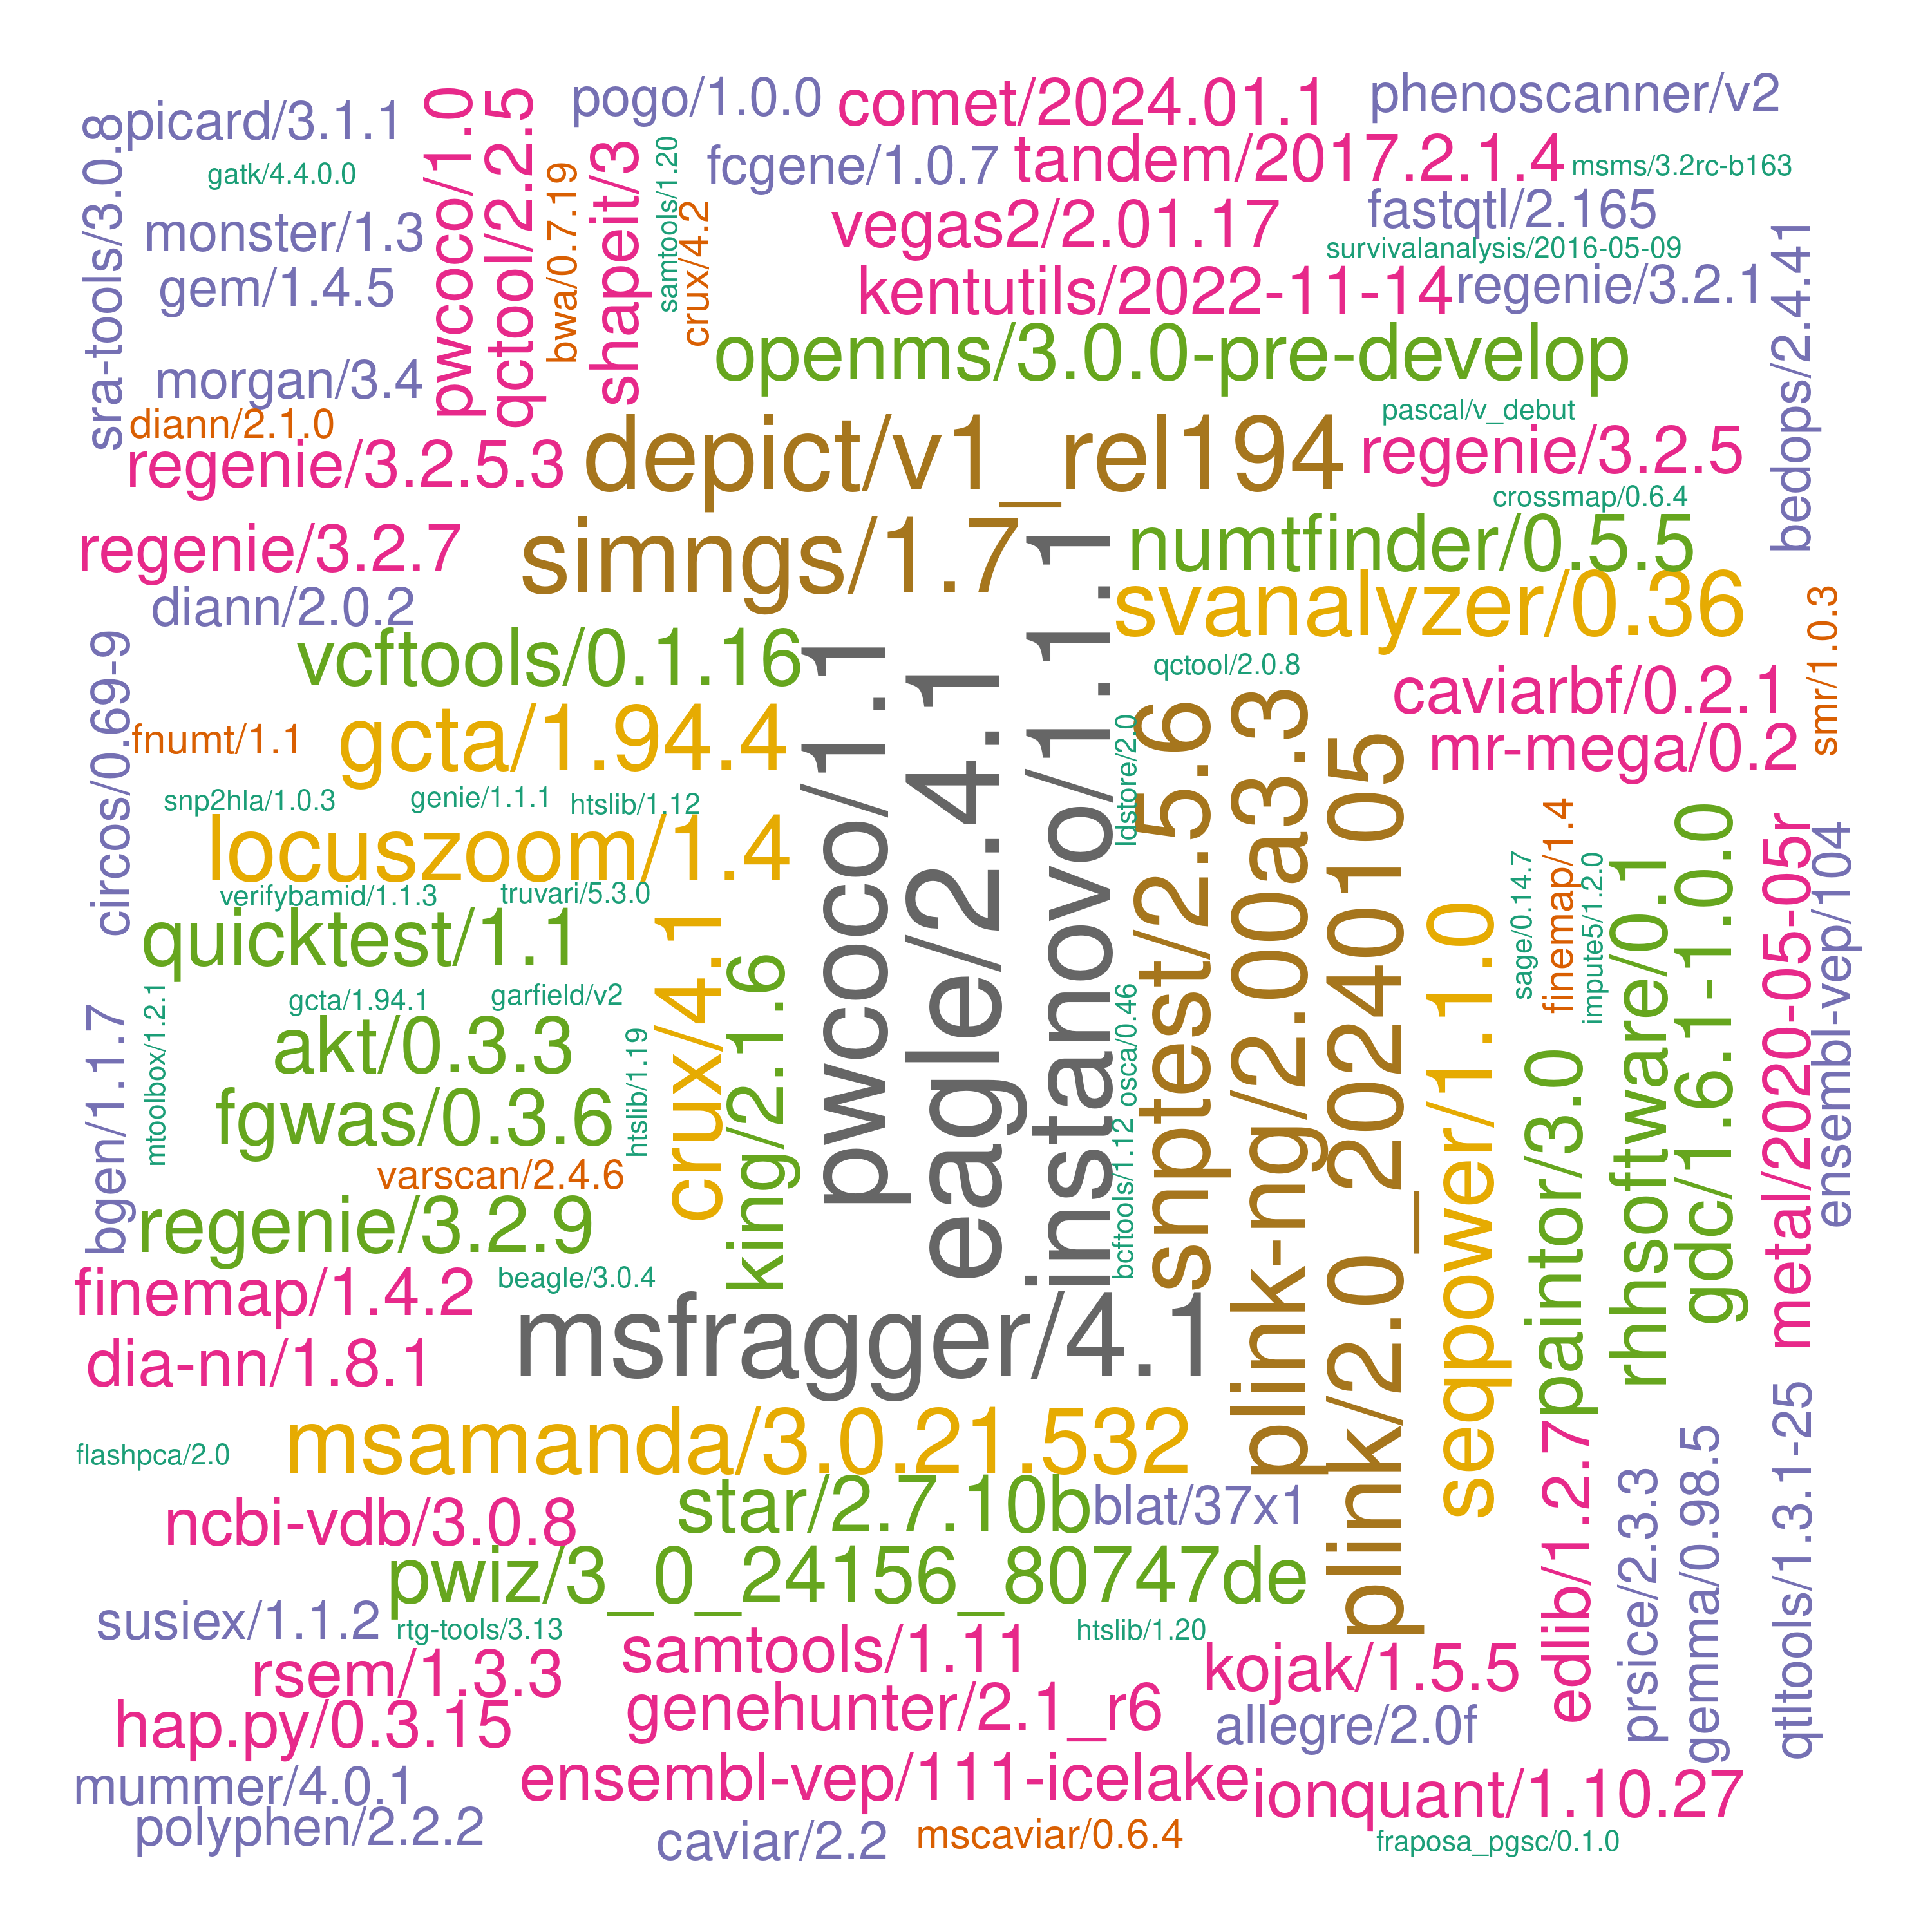 pogo/1.0.0
comet/2024.01.1
phenoscanner/v2
picard/3.1.1
sra-tools/3.0.8
pwcoco/1.0
qctool/2.2.5
bwa/0.7.19
shapeit/3
samtools/1.20
crux/4.2
fcgene/1.0.7
tandem/2017.2.1.4
msms/3.2rc-b163
gatk/4.4.0.0
vegas2/2.01.17
fastqtl/2.165
monster/1.3
survivalanalysis/2016-05-09
bedops/2.4.41
gem/1.4.5
kentutils/2022-11-14
regenie/3.2.1
openms/3.0.0-pre-develop
morgan/3.4
diann/2.1.0
pascal/v_debut
regenie/3.2.5.3
depict/v1_rel194
regenie/3.2.5
crossmap/0.6.4
regenie/3.2.7
simngs/1.7
numtfinder/0.5.5
diann/2.0.2
svanalyzer/0.36
smr/1.0.3
vcftools/0.1.16
qctool/2.0.8
caviarbf/0.2.1
circos/0.69-9
fnumt/1.1
gcta/1.94.4
pwcoco/1.1
eagle/2.4.1
instanovo/1.1.1
ldstore/2.0
snptest/2.5.6
plink-ng/2.00a3.3
plink/2.0_20240105
mr-mega/0.2
snp2hla/1.0.3
genie/1.1.1
htslib/1.12
locuszoom/1.4
verifybamid/1.1.3
truvari/5.3.0
sage/0.14.7
finemap/1.4
impute5/1.2.0
rhhsoftware/0.1
gdc/1.6.1-1.0.0
metal/2020-05-05r
ensembl-vep/104
quicktest/1.1
crux/4.1
king/2.1.6
seqpower/1.1.0
mtoolbox/1.2.1
gcta/1.94.1
garfield/v2
bgen/1.1.7
akt/0.3.3
htslib/1.19
osca/0.46
paintor/3.0
fgwas/0.3.6
bcftools/1.12
varscan/2.4.6
regenie/3.2.9
finemap/1.4.2
beagle/3.0.4
msfragger/4.1
dia-nn/1.8.1
msamanda/3.0.21.532
flashpca/2.0
edlib/1.2.7
prsice/2.3.3
gemma/0.98.5
qtltools/1.3.1-25
ncbi-vdb/3.0.8
star/2.7.10b
blat/37x1
pwiz/3_0_24156_80747de
susiex/1.1.2
rtg-tools/3.13
samtools/1.11
htslib/1.20
rsem/1.3.3
kojak/1.5.5
hap.py/0.3.15
genehunter/2.1_r6
allegre/2.0f
mummer/4.0.1
ensembl-vep/111-icelake
ionquant/1.10.27
polyphen/2.2.2
caviar/2.2
mscaviar/0.6.4
fraposa_pgsc/0.1.0